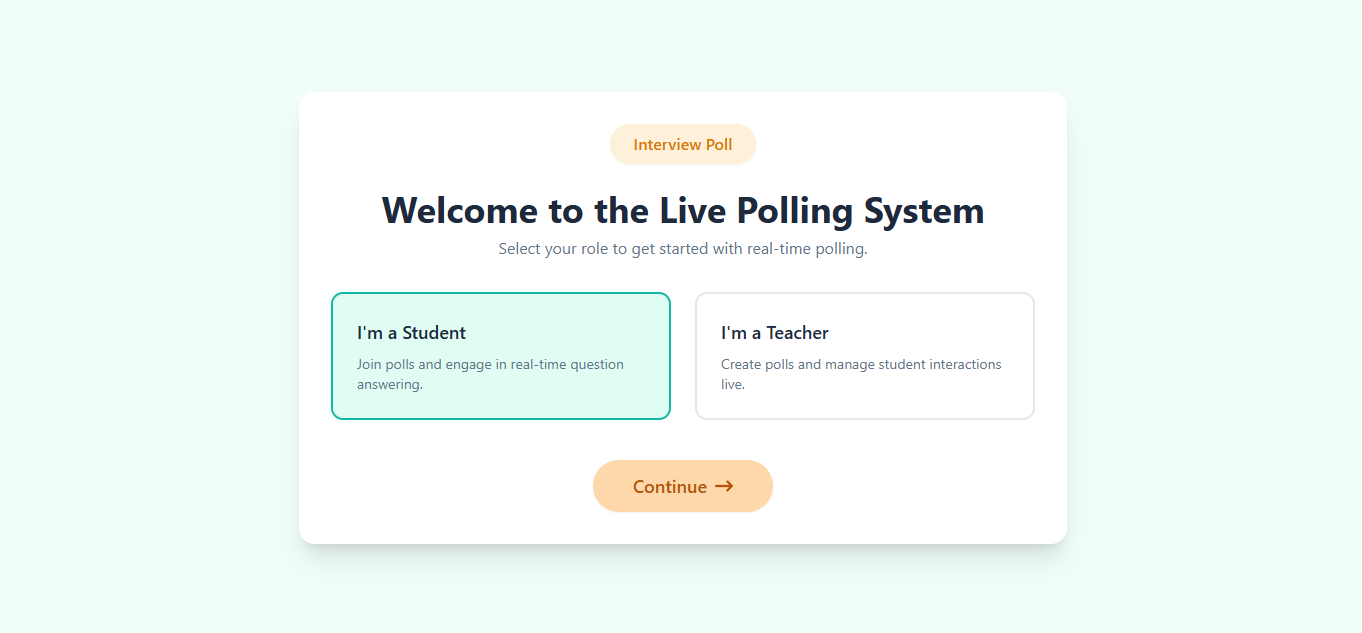 Interview Poll
Welcome to the Live Polling System
Select your role to get started with real-time polling.
I'm a Student
Join polls and engage in real-time question
answering.
I'm a Teacher
Create polls and manage student interactions
live.
Continue →